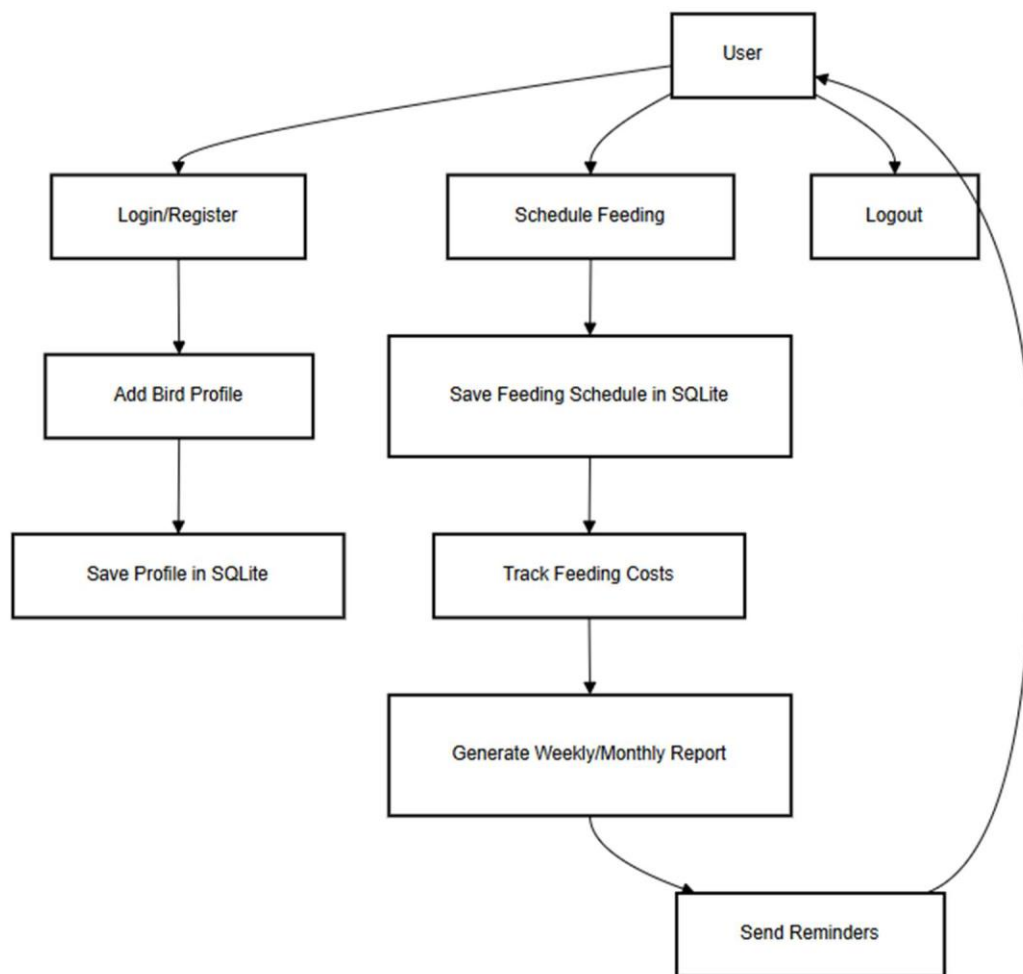 User
Login/Register
Schedule Feeding
Logout
Add Bird Profile
Save Feeding Schedule in SQLite
Save Profile in SQLite
Track Feeding Costs
Generate Weekly/Monthly Report
Send Reminders